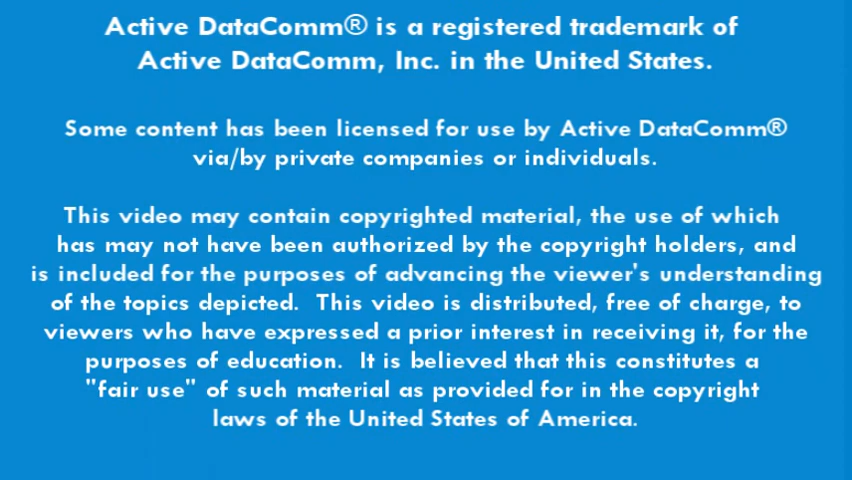 Active DataComm® is a registered trademark of
Active DataComm, Inc. in the United States.
Some content has been licensed for use by Active DataComm®
via/by private companies or individuals.
This video may contain copyrighted material, the use of which
has may not have been authorized by the copyright holders, and
is included for the purposes of advancing the viewer's understanding
of the topics depicted. This video is distributed, free of charge, to
viewers who have expressed a prior interest in receiving it, for the
purposes of education. It is believed that this constitutes a
"fair use" of such material as provided for in the copyright
laws of the United States of America.